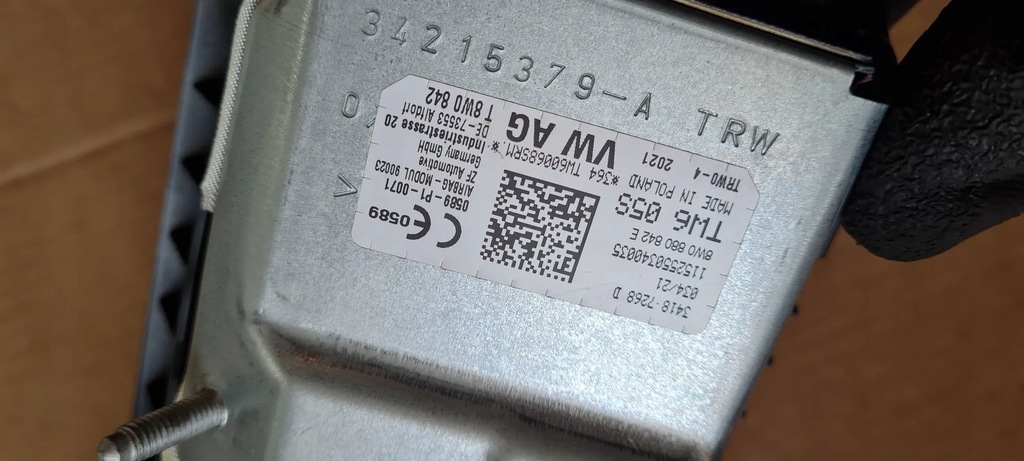 34215379-A TRW
3418-7268 D
034/21
1152550340035
8W0 880 842 E
TW6 05S
MADE IN POLAND
TRW0-4 2021
*364 TW60068SRM *
VW AG
CE
0589
0589 - P1 - 0071
AIRBAG - MODUL 90023
ZF Automotive
Germany GmbH
Industriestrasse 20
DE-73553 Alfdorf
T 8W0 842